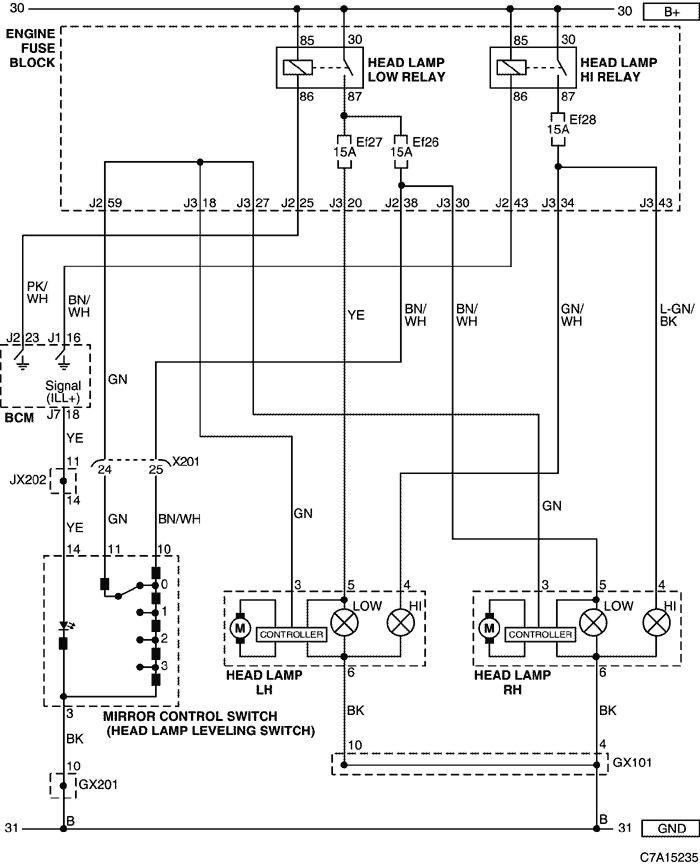 30 30 B+
ENGINE
FUSE
BLOCK
85 30 85 30
HEAD LAMP
LOW RELAY
HEAD LAMP
HI RELAY
86 87 86 87
Ef27
15A
Ef26
15A
Ef28
15A
J2 59 J3 18 J3 27 J2 25 J3 20 J2 38 J3 30 J2 43 J3 34 J3 43
PK/
WH
BN/
WH
YE
BN/
WH
BN/
WH
GN/
WH
L-GN/
BK
J2 23 J1 16
Signal
(ILL+)
BCM
J7 18
GN
YE
11
JX202
14
24 25 X201
YE GN BN/WH GN GN
14 11 10
0
1
2
3
3 5 4
LOW HI
M
CONTROLLER
HEAD LAMP
LH
6
3 5 4
LOW HI
M
CONTROLLER
HEAD LAMP
RH
6
3
MIRROR CONTROL SWITCH
(HEAD LAMP LEVELING SWITCH)
BK BK BK
10 4
GX101
10
GX201
31 B B 31 GND
C7A15235